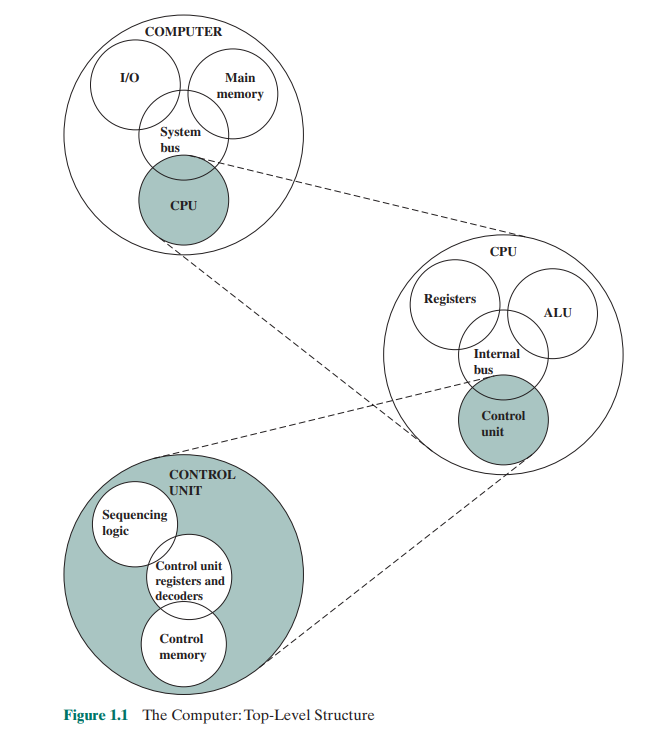 COMPUTER
I/O
Main
memory
System
bus
CPU
CPU
Registers
ALU
Internal
bus
Control
unit
CONTROL
UNIT
Sequencing
logic
Control unit
registers and
decoders
Control
memory
Figure 1.1 The Computer: Top-Level Structure